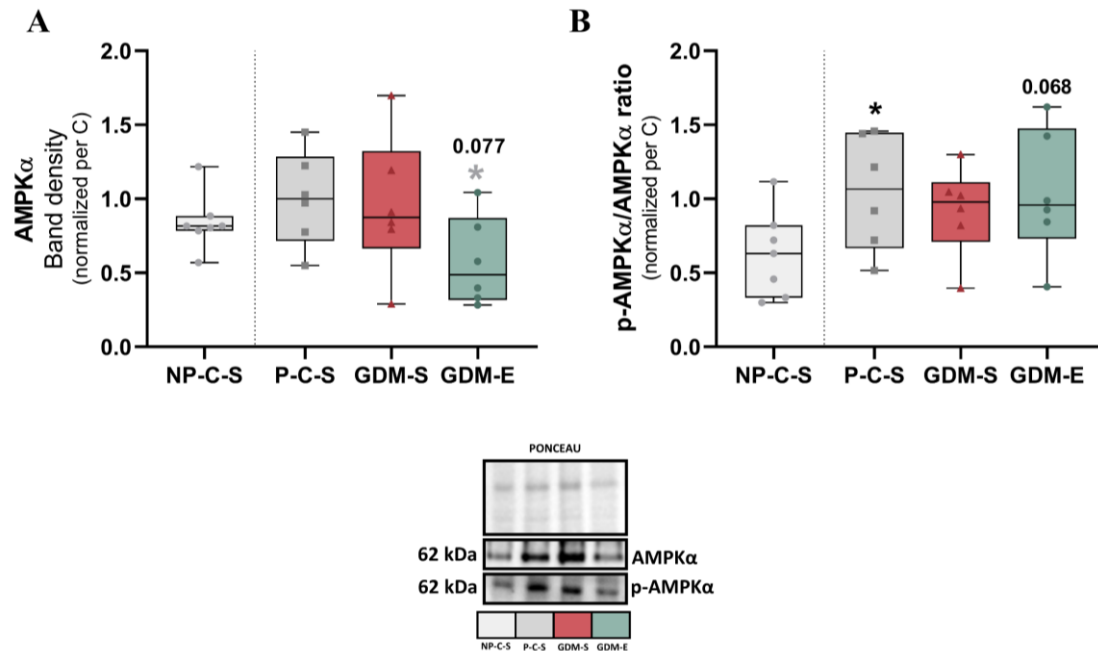 A
AMPKα
Band density
(normalized per C)
2.0
1.5
1.0
0.5
0.0
0.077
*
NP-C-S P-C-S GDM-S GDM-E
B
p-AMPKα/AMPKα ratio
(normalized per C)
2.0
1.5
1.0
0.5
0.0
*
0.068
NP-C-S P-C-S GDM-S GDM-E
PONCEAU
62 kDa AMPKα
62 kDa p-AMPKα
NP-C-S P-C-S GDM-S GDM-E